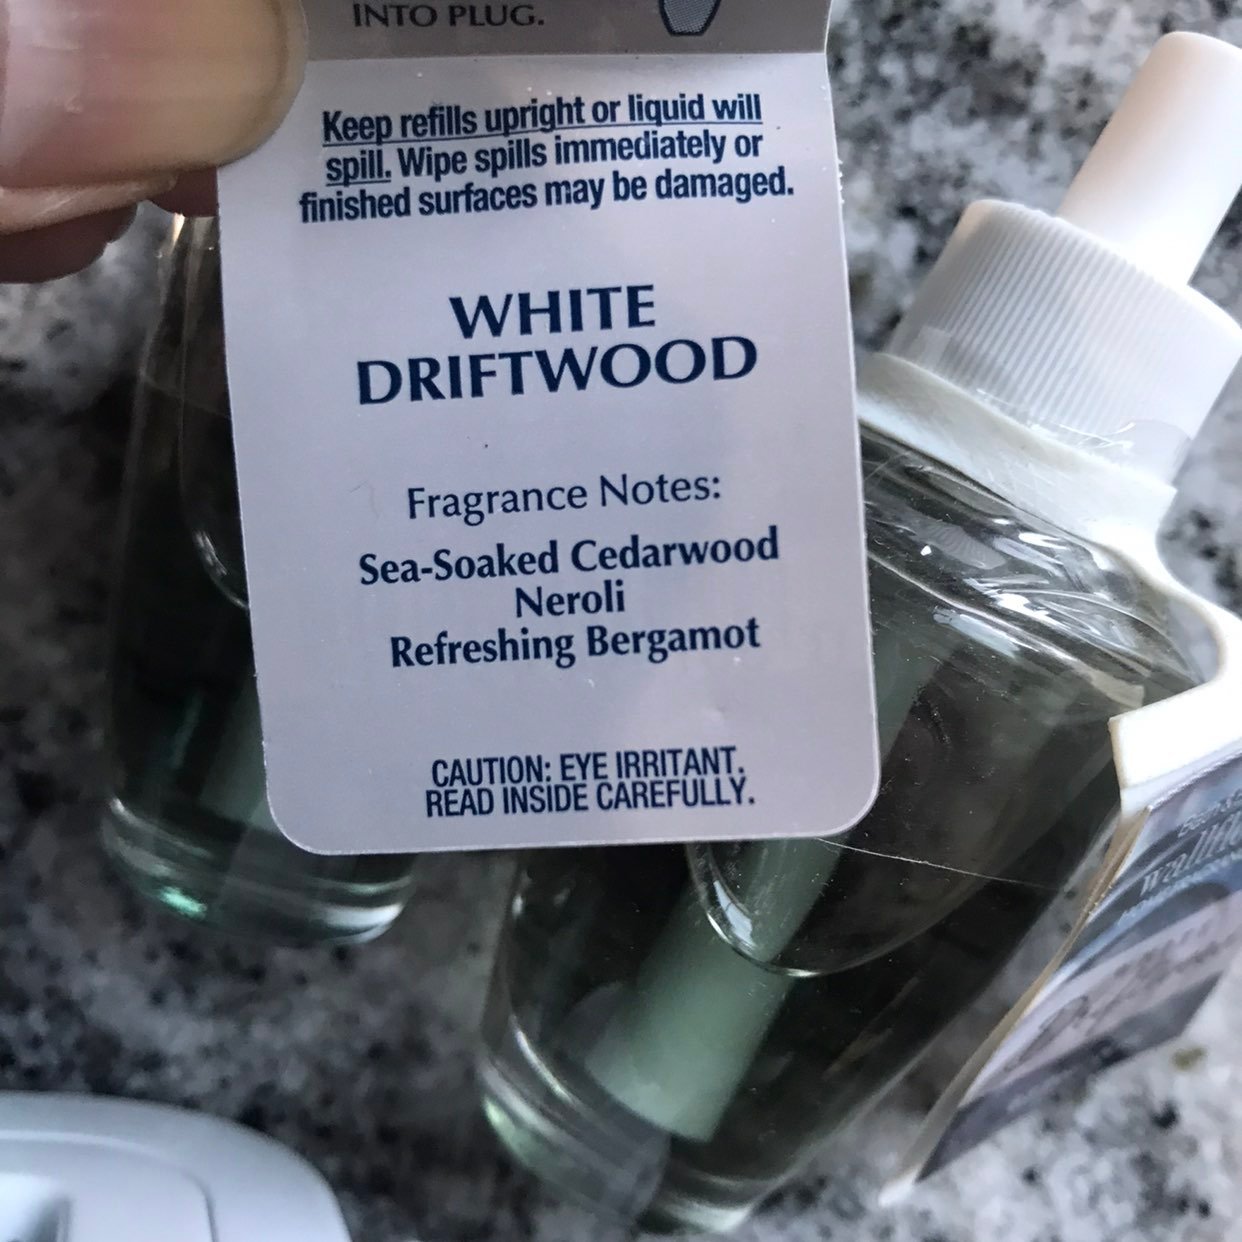 INTO PLUG.
Keep refills upright or liquid will
spill. Wipe spills immediately or
finished surfaces may be damaged.
WHITE
DRIFTWOOD
Fragrance Notes:
Sea-Soaked Cedarwood
Neroli
Refreshing Bergamot
CAUTION: EYE IRRITANT.
READ INSIDE CAREFULLY.